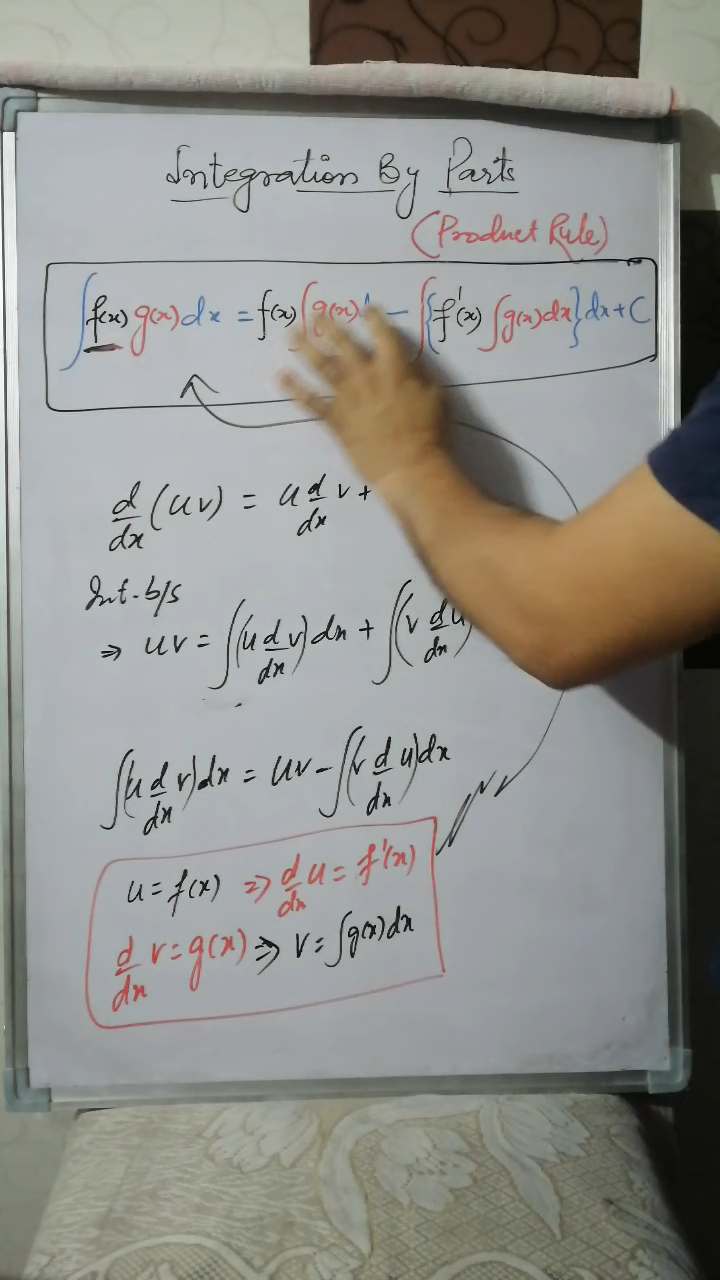 Integration By Parts
(Product Rule)
∫f(x) g(x) dx = f(x) ∫g(x) − ∫{f'(x) ∫g(x)dx}dx + C
d/dx (uv) = u d/dx v +
Int. b/s
⇒ uv = ∫(u d/dx v) dx + ∫(v d/dx u)
∫(u d/dx v) dx = uv − ∫(v d/dx u) dx
u = f(x) ⇒ d/dx u = f'(x)
d/dx v = g(x) ⇒ v = ∫g(x) dx